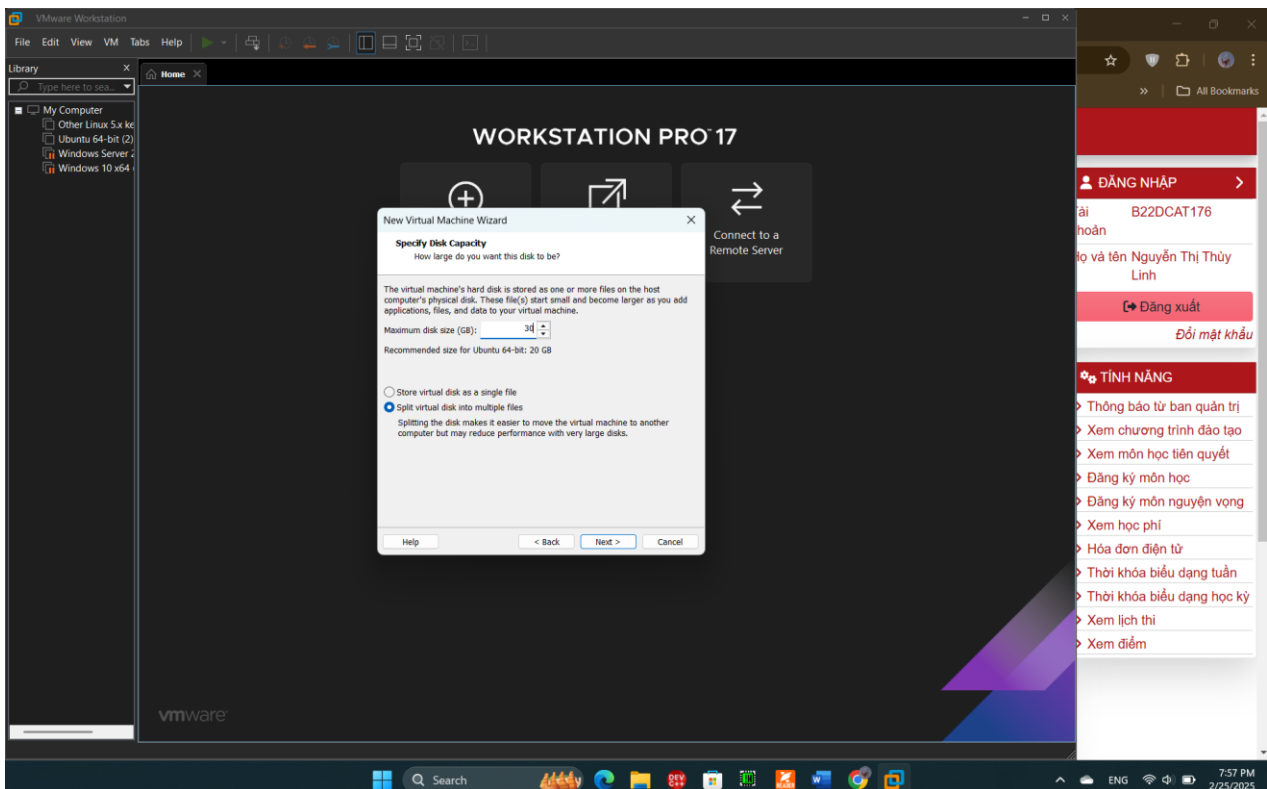 VMware Workstation
File Edit View VM Tabs Help
Library
Type here to sea...
My Computer
Other Linux 5.x ke
Ubuntu 64-bit (2)
Windows Server 2
Windows 10 x64
Home
WORKSTATION PRO™ 17
Connect to a
Remote Server
New Virtual Machine Wizard
Specify Disk Capacity
How large do you want this disk to be?
The virtual machine's hard disk is stored as one or more files on the host
computer's physical disk. These file(s) start small and become larger as you add
applications, files, and data to your virtual machine.
Maximum disk size (GB): 30
Recommended size for Ubuntu 64-bit: 20 GB
Store virtual disk as a single file
Split virtual disk into multiple files
Splitting the disk makes it easier to move the virtual machine to another
computer but may reduce performance with very large disks.
Help < Back Next > Cancel
vmware
All Bookmarks
ĐĂNG NHẬP
ài B22DCAT176
hoản
ọ và tên Nguyễn Thị Thùy
Linh
Đăng xuất
Đổi mật khẩu
TÍNH NĂNG
Thông báo từ ban quản trị
Xem chương trình đào tạo
Xem môn học tiên quyết
Đăng ký môn học
Đăng ký môn nguyện vọng
Xem học phí
Hóa đơn điện tử
Thời khóa biểu dạng tuần
Thời khóa biểu dạng học kỳ
Xem lịch thi
Xem điểm
Search
DEV
C++
ENG
7:57 PM
2/25/2025